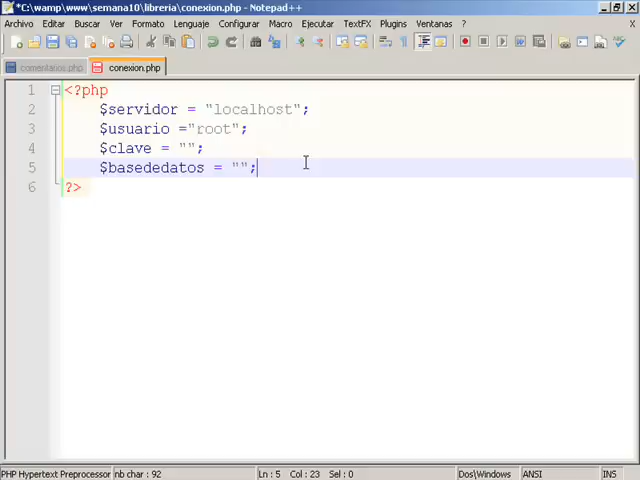 *C:\wamp\www\semana10\libreria\conexion.php - Notepad++
Archivo Editar Buscar Ver Formato Lenguaje Configurar Macro Ejecutar TextFX Plugins Ventanas ? X
comentarios.php conexion.php
1 <?php
2 $servidor = "localhost";
3 $usuario ="root";
4 $clave = "";
5 $basededatos = "";
6 ?>
PHP Hypertext Preprocessor nb char : 92 Ln : 5 Col : 23 Sel : 0 Dos\Windows ANSI INS